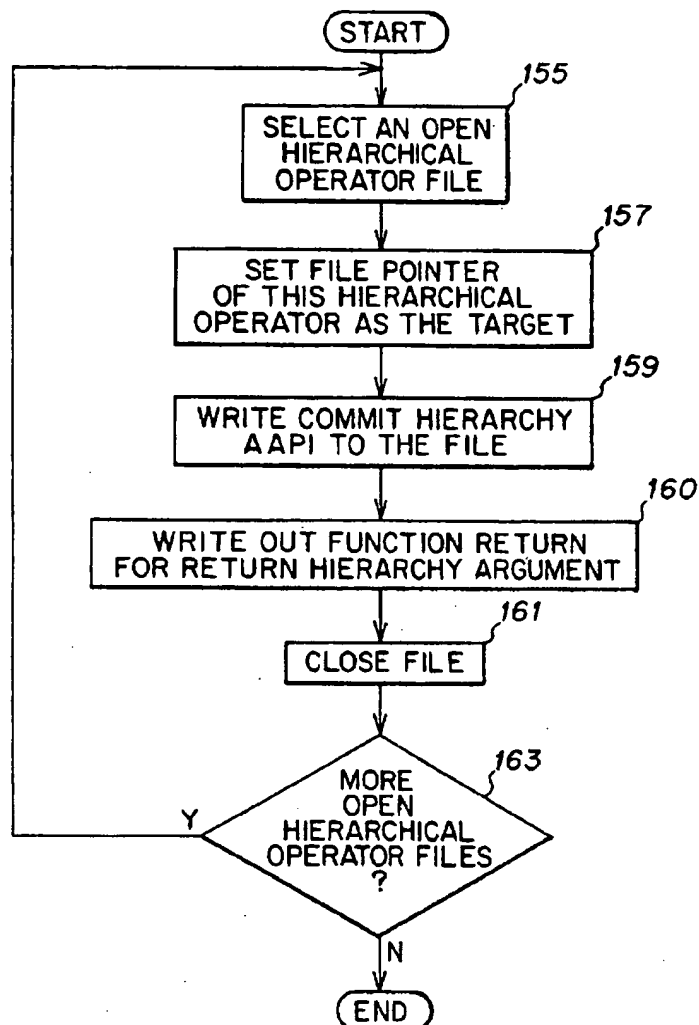 START
155
SELECT AN OPEN
HIERARCHICAL
OPERATOR FILE
157
SET FILE POINTER
OF THIS HIERARCHICAL
OPERATOR AS THE TARGET
159
WRITE COMMIT HIERARCHY
AAPI TO THE FILE
160
WRITE OUT FUNCTION RETURN
FOR RETURN HIERARCHY ARGUMENT
161
CLOSE FILE
163
MORE
OPEN
HIERARCHICAL
OPERATOR FILES
?
Y
N
END